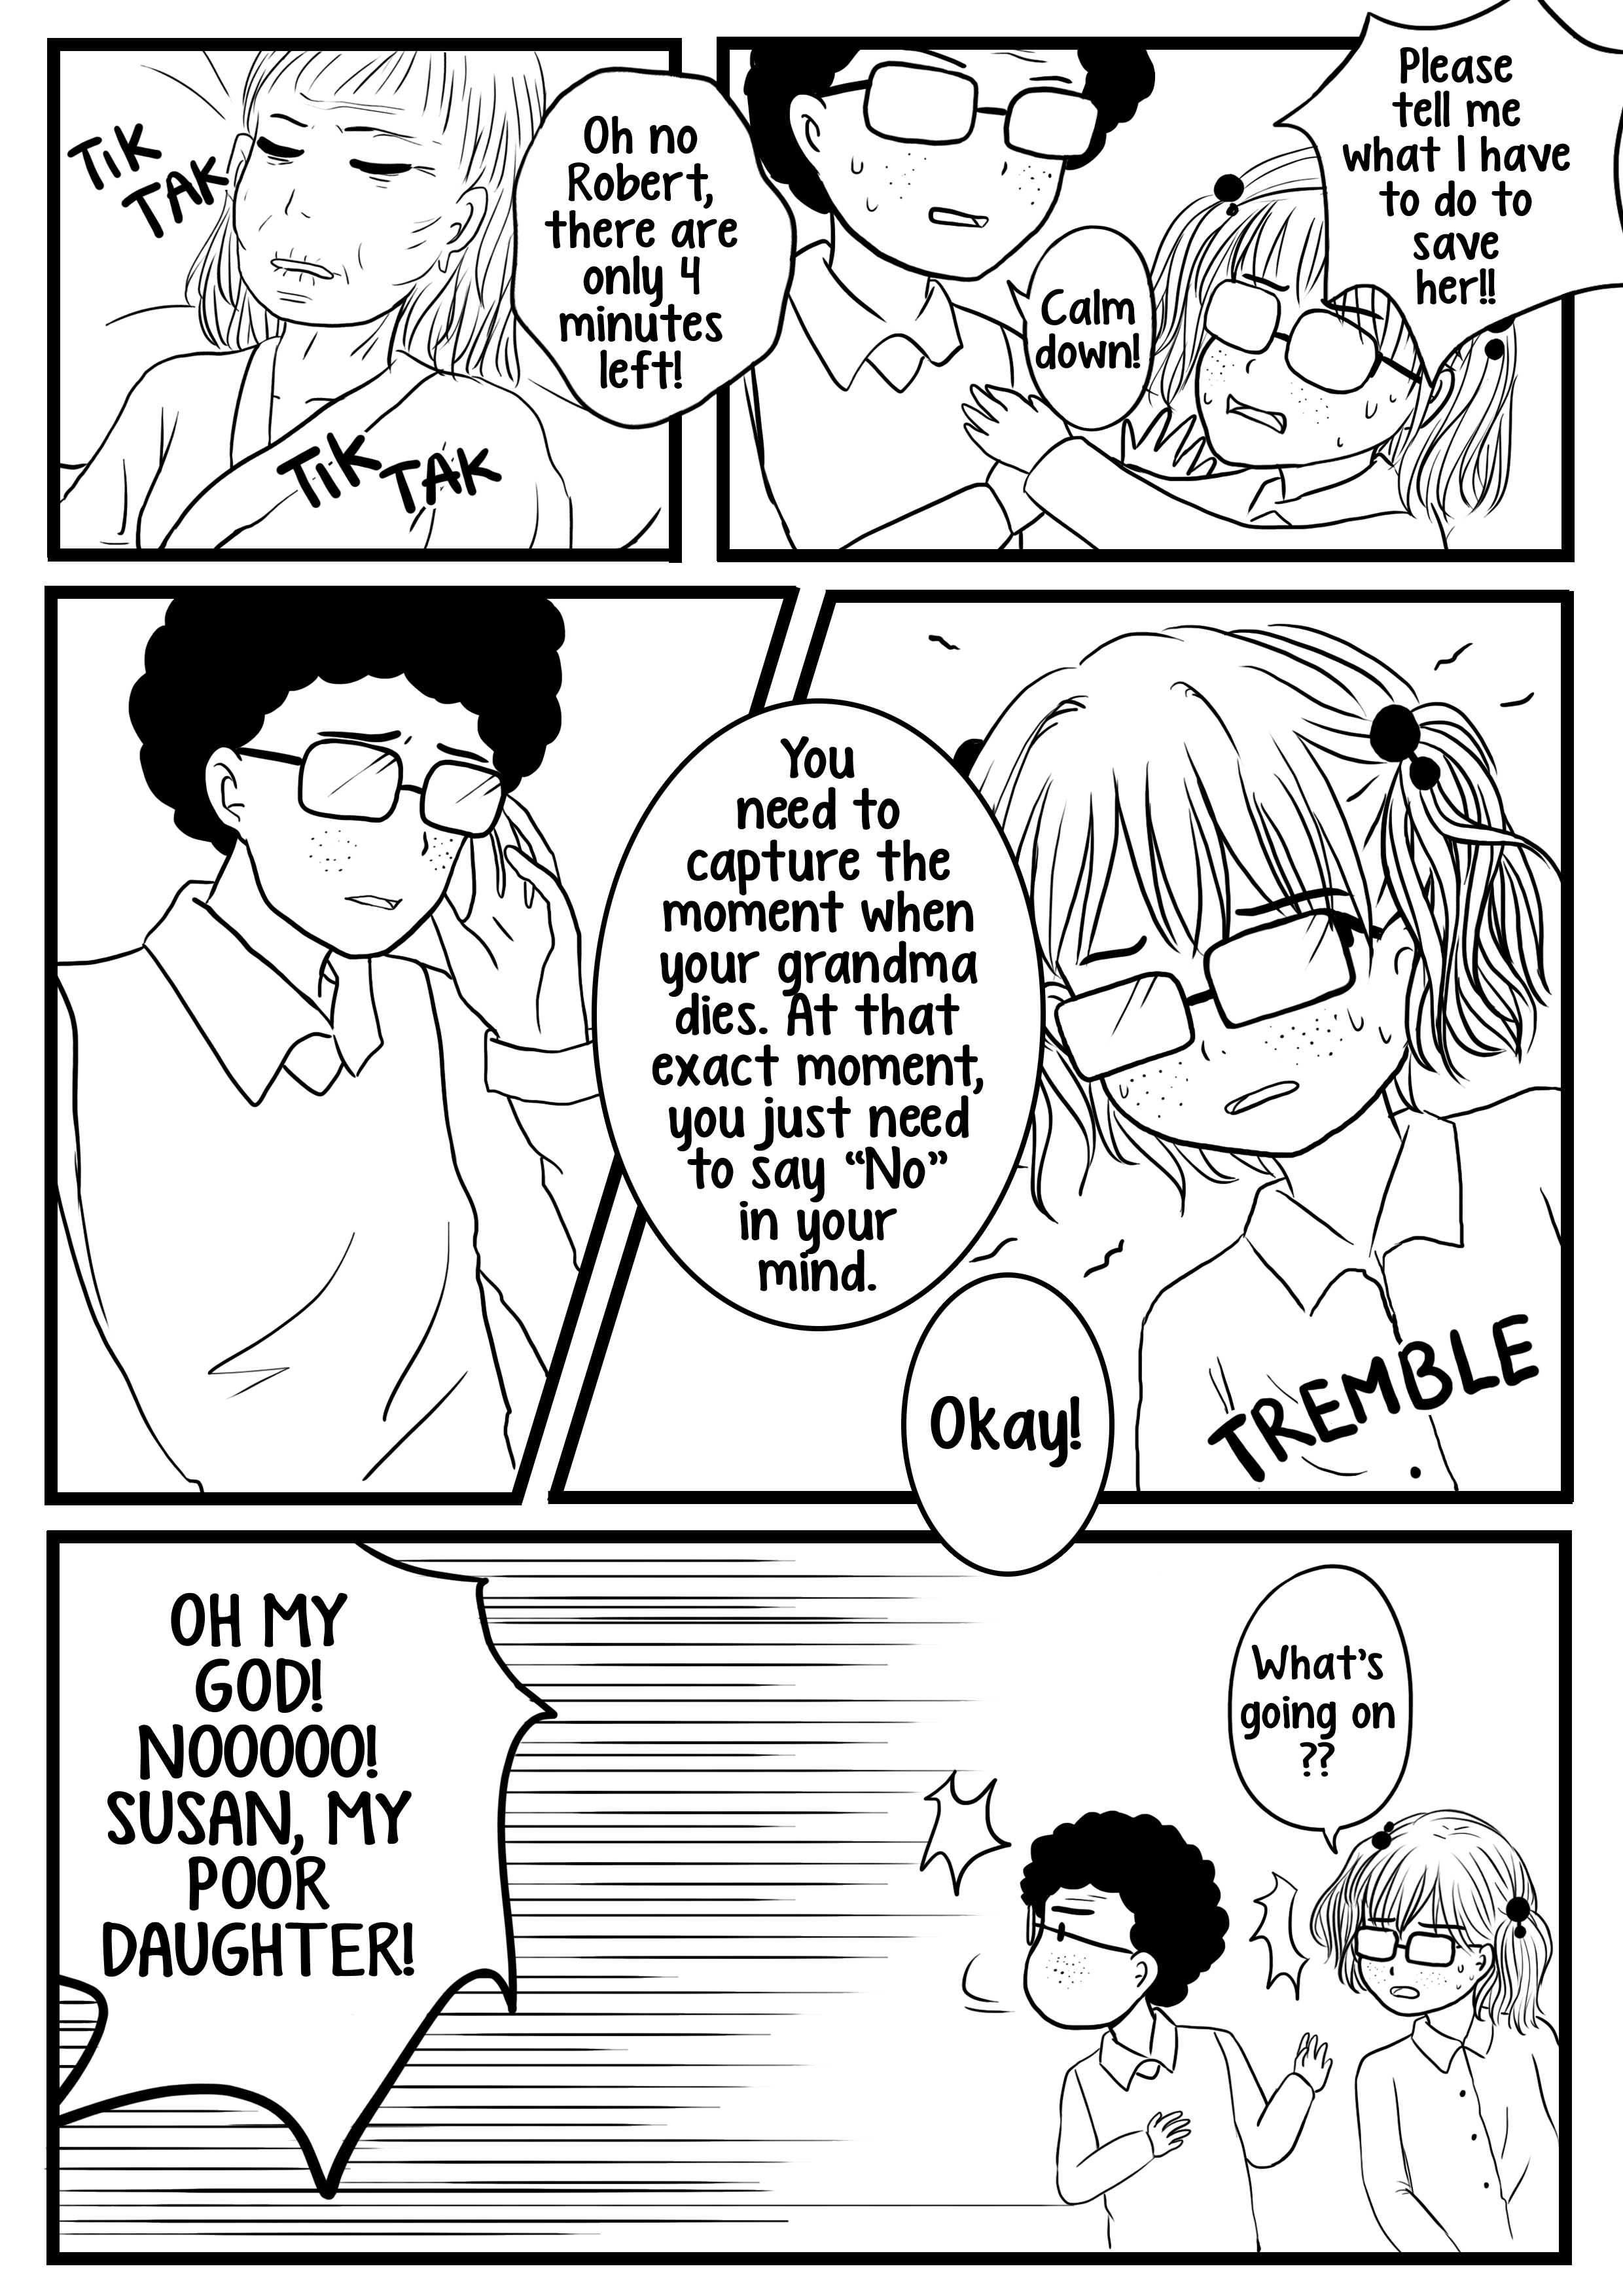 TIK
TAK
Oh no
Robert,
there are
only 4
minutes
left!
TIK TAK
Calm
down!
Please
tell me
what I have
to do to
save
her!!
You
need to
capture the
moment when
your grandma
dies. At that
exact moment,
you just need
to say “No”
in your
mind.
Okay!
TREMBLE
OH MY
GOD!
NOOOOO!
SUSAN, MY
POOR
DAUGHTER!
What's
going on
??